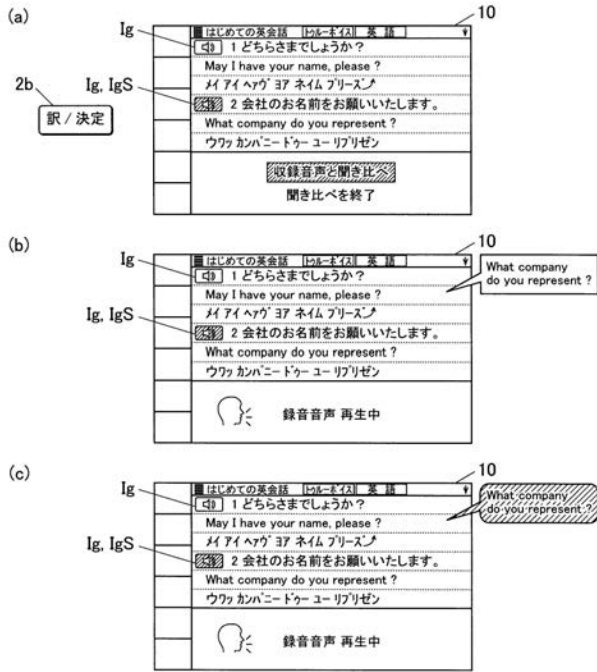 (a)
10
Ig
はじめての英会話 トゥルーボイス 英語
1 どちらさまでしょうか?
May I have your name, please ?
メイ アイ ヘァヴ ヨア ネイム プリーズ⤴
2b
訳/決定
Ig, IgS
2 会社のお名前をお願いいたします。
What company do you represent ?
ウワッ カンパニー ドゥー ユー リプリゼン
収録音声と聞き比べ
聞き比べを終了
(b)
10
Ig
はじめての英会話 トゥルーボイス 英語
1 どちらさまでしょうか?
What company
do you represent ?
May I have your name, please ?
メイ アイ ヘァヴ ヨア ネイム プリーズ⤴
Ig, IgS
2 会社のお名前をお願いいたします。
What company do you represent ?
ウワッ カンパニー ドゥー ユー リプリゼン
録音音声 再生中
(c)
10
Ig
はじめての英会話 トゥルーボイス 英語
1 どちらさまでしょうか?
What company
do you represent ?
May I have your name, please ?
メイ アイ ヘァヴ ヨア ネイム プリーズ⤴
Ig, IgS
2 会社のお名前をお願いいたします。
What company do you represent ?
ウワッ カンパニー ドゥー ユー リプリゼン
録音音声 再生中